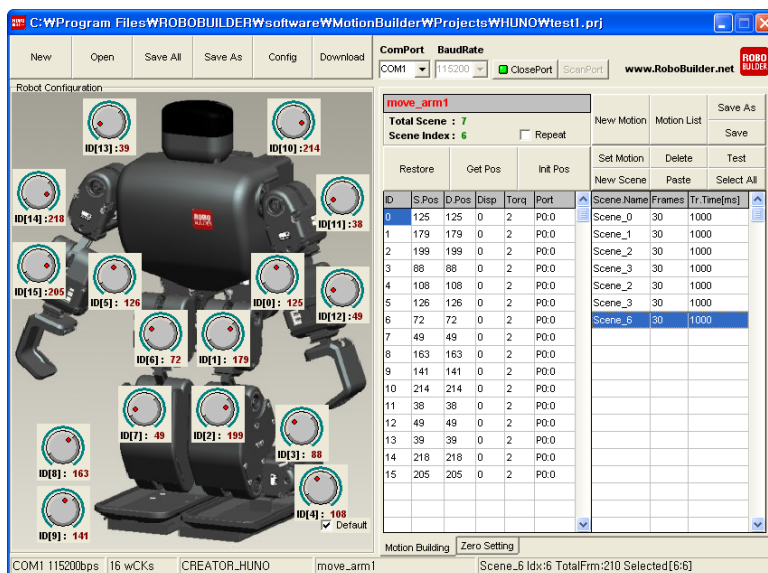 C:₩Program Files₩ROBOBUILDER₩software₩MotionBuilder₩Projects₩HUNO₩test1.prj
New Open Save All Save As Config Download
ComPort BaudRate
COM1 115200 ClosePort ScanPort www.RoboBuilder.net ROBO BUILDER
Robot Configuration
ID[13] :39
ID[10] :214
ID[14] :218
ROBO BUILDER
ID[11] :38
ID[15] :205
ID[5] : 126
ID[0] : 125
ID[12] :49
ID[6] : 72
ID[1] : 179
ID[7] : 49
ID[2] : 199
ID[3] : 88
ID[8] : 163
ID[4] : 108
ID[9] : 141
Default
move_arm1
Total Scene : 7
Scene Index : 6 Repeat
New Motion Motion List Save As
Save
Restore Get Pos Init Pos
Set Motion Delete Test
New Scene Paste Select All
ID S.Pos D.Pos Disp Torq Port
0 125 125 0 2 P0:0
1 179 179 0 2 P0:0
2 199 199 0 2 P0:0
3 88 88 0 2 P0:0
4 108 108 0 2 P0:0
5 126 126 0 2 P0:0
6 72 72 0 2 P0:0
7 49 49 0 2 P0:0
8 163 163 0 2 P0:0
9 141 141 0 2 P0:0
10 214 214 0 2 P0:0
11 38 38 0 2 P0:0
12 49 49 0 2 P0:0
13 39 39 0 2 P0:0
14 218 218 0 2 P0:0
15 205 205 0 2 P0:0
Scene.Name Frames Tr.Time[ms]
Scene_0 30 1000
Scene_1 30 1000
Scene_2 30 1000
Scene_3 30 1000
Scene_2 30 1000
Scene_3 30 1000
Scene_6 30 1000
Motion Building Zero Setting
COM1 115200bps 16 wCKs CREATOR_HUNO move_arm1 Scene_6 Idx:6 TotalFrm:210 Selected[6:6]